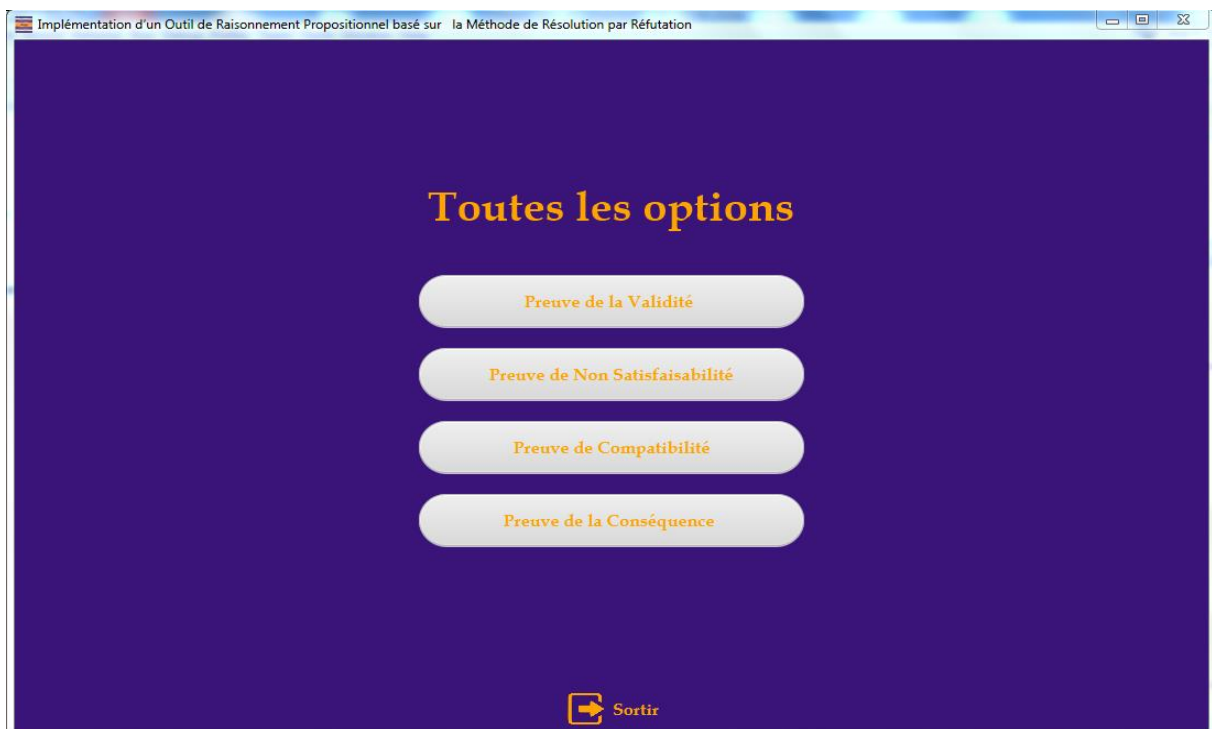 Implémentation d'un Outil de Raisonnement Propositionnel basé sur la Méthode de Résolution par Réfutation
Toutes les options
Preuve de la Validité
Preuve de Non Satisfaisabilité
Preuve de Compatibilité
Preuve de la Conséquence
Sortir